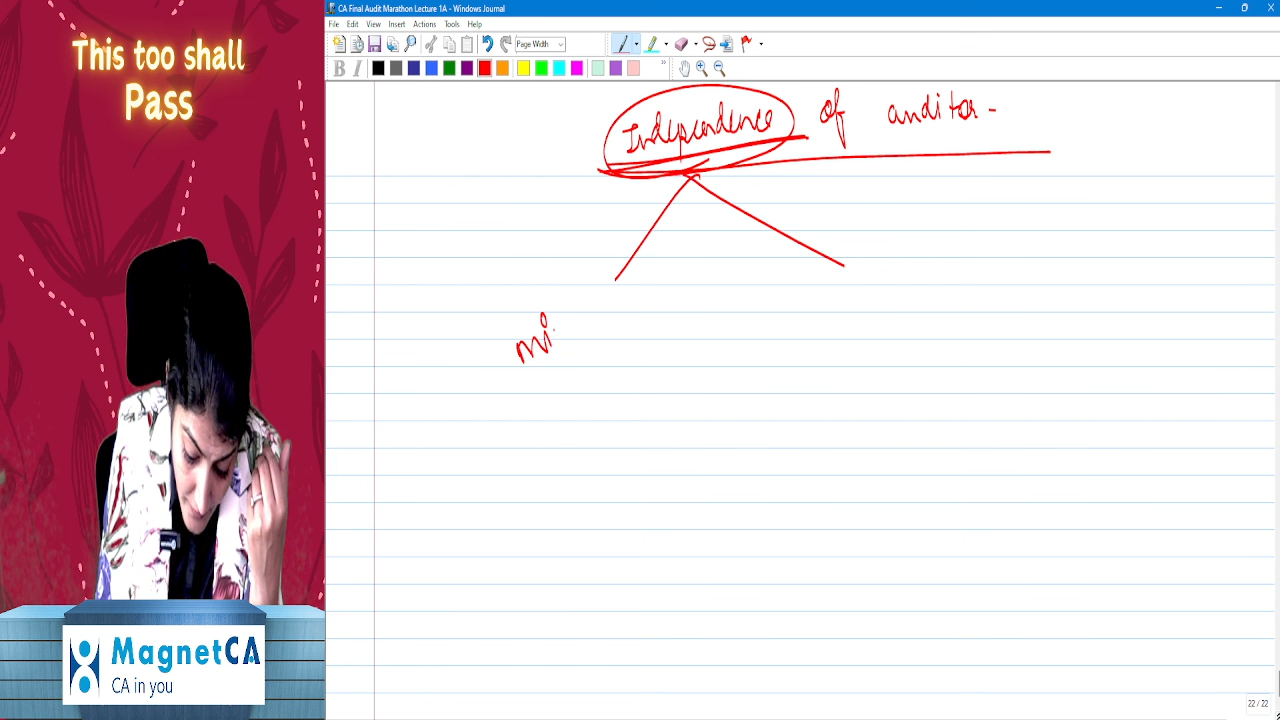 CA Final Audit Marathon Lecture 1A - Windows Journal
This too shall
Pass
File Edit View Insert Actions Tools Help
Page Width
B I
Independence of auditor -
mi
MagnetCA
CA in you
22 / 22